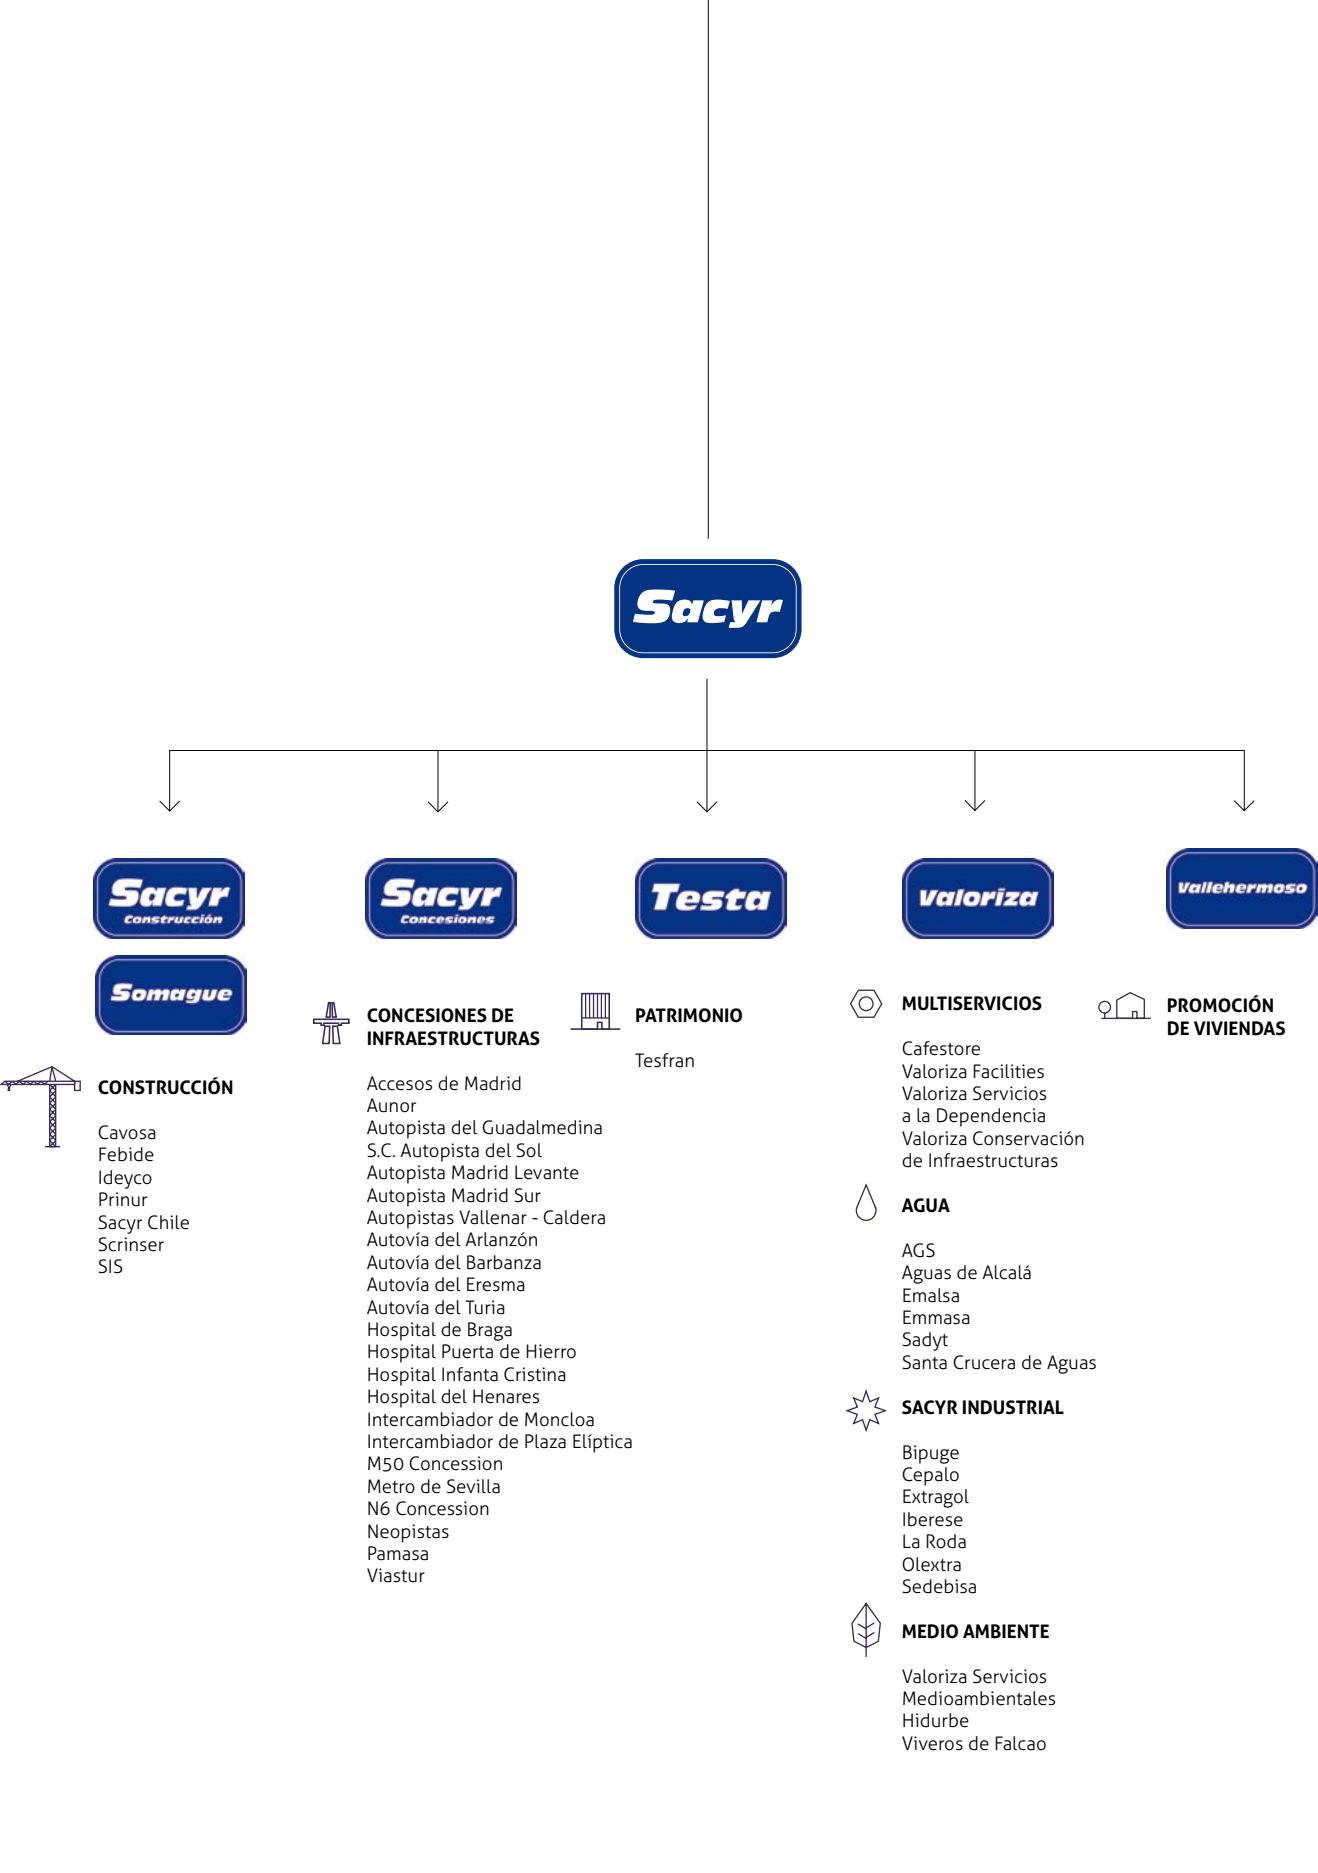 Sacyr
Sacyr
Construcción
Somague
CONSTRUCCIÓN
Cavosa
Febide
Ideyco
Prinur
Sacyr Chile
Scrinser
SIS
Sacyr
Concesiones
CONCESIONES DE
INFRAESTRUCTURAS
Accesos de Madrid
Aunor
Autopista del Guadalmedina
S.C. Autopista del Sol
Autopista Madrid Levante
Autopista Madrid Sur
Autopistas Vallenar - Caldera
Autovía del Arlanzón
Autovía del Barbanza
Autovía del Eresma
Autovía del Turia
Hospital de Braga
Hospital Puerta de Hierro
Hospital Infanta Cristina
Hospital del Henares
Intercambiador de Moncloa
Intercambiador de Plaza Elíptica
M50 Concession
Metro de Sevilla
N6 Concession
Neopistas
Pamasa
Viastur
Testa
PATRIMONIO
Tesfran
Valoriza
MULTISERVICIOS
Cafestore
Valoriza Facilities
Valoriza Servicios
a la Dependencia
Valoriza Conservación
de Infraestructuras
AGUA
AGS
Aguas de Alcalá
Emalsa
Emmasa
Sadyt
Santa Crucera de Aguas
SACYR INDUSTRIAL
Bipuge
Cepalo
Extragol
Iberese
La Roda
Olextra
Sedebisa
MEDIO AMBIENTE
Valoriza Servicios
Medioambientales
Hidurbe
Viveros de Falcao
Vallehermoso
PROMOCIÓN
DE VIVIENDAS